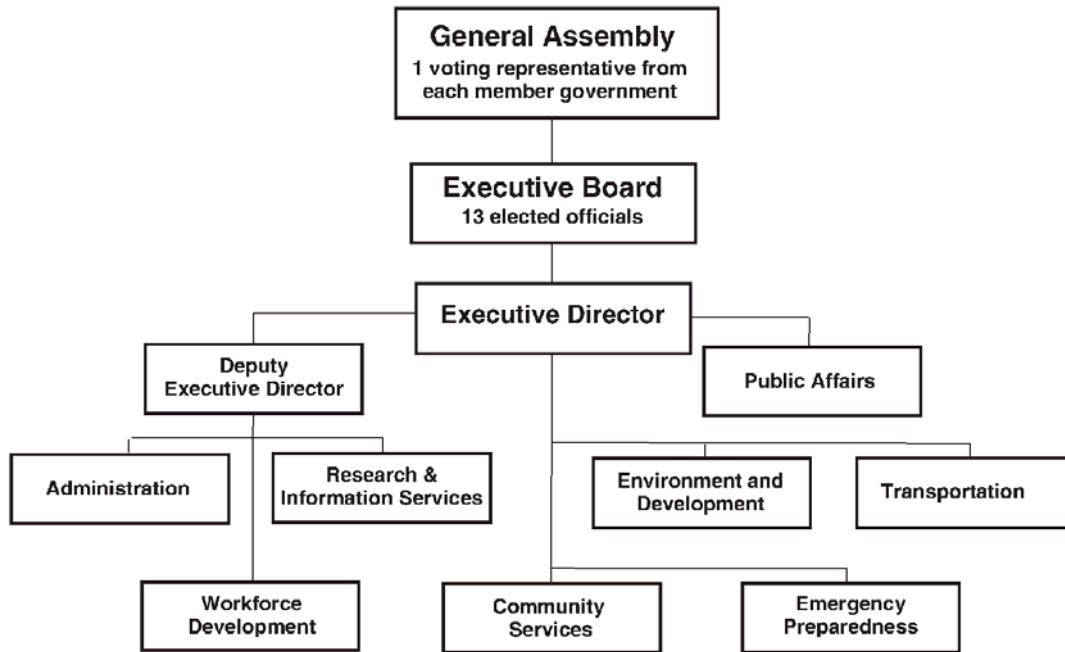 General Assembly
1 voting representative from
each member government
Executive Board
13 elected officials
Executive Director
Deputy
Executive Director
Public Affairs
Administration
Research &
Information Services
Environment and
Development
Transportation
Workforce
Development
Community
Services
Emergency
Preparedness